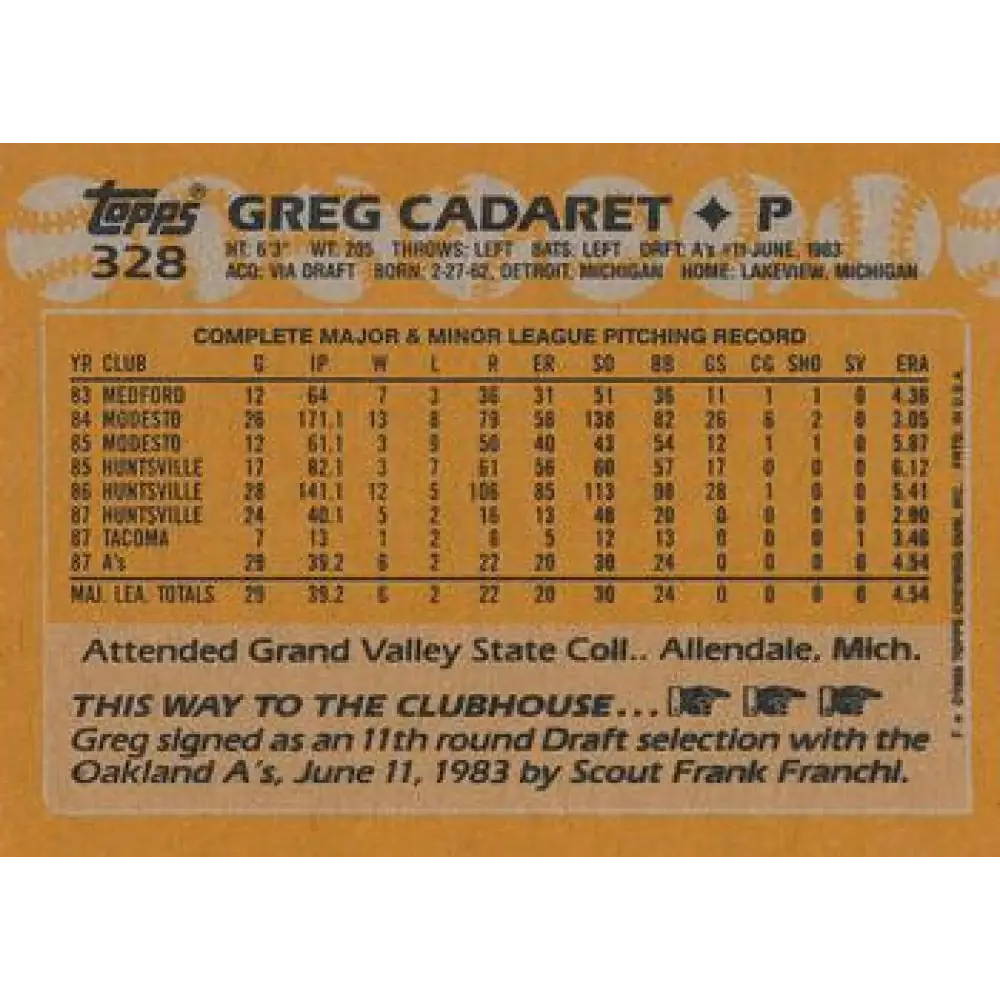 topps® GREG CADARET ✦ P
328
HT: 6'3" WT: 205 THROWS: LEFT BATS: LEFT DRFT: A's #11-JUNE, 1983
ACQ: VIA DRAFT BORN: 2-27-62, DETROIT, MICHIGAN HOME: LAKEVIEW, MICHIGAN
COMPLETE MAJOR & MINOR LEAGUE PITCHING RECORD
YR CLUB G IP W L R ER SO BB GS CG SHO SV ERA
83 MEDFORD 12 64 7 3 36 31 51 36 11 1 1 0 4.36
84 MODESTO 26 171.1 13 8 79 58 138 82 26 6 2 0 3.05
85 MODESTO 12 61.1 3 9 50 40 43 54 12 1 1 0 5.87
85 HUNTSVILLE 17 82.1 3 7 61 56 60 57 17 0 0 0 6.12
86 HUNTSVILLE 28 141.1 12 5 106 85 113 98 28 1 0 0 5.41
87 HUNTSVILLE 24 40.1 5 2 16 13 48 20 0 0 0 0 2.90
87 TACOMA 7 13 1 2 6 5 12 13 0 0 0 1 3.46
87 A's 29 39.2 6 2 22 20 30 24 0 0 0 0 4.54
MAJ. LEA. TOTALS 29 39.2 6 2 22 20 30 24 0 0 0 0 4.54
Attended Grand Valley State Coll.. Allendale, Mich.
THIS WAY TO THE CLUBHOUSE...
Greg signed as an 11th round Draft selection with the
Oakland A's, June 11, 1983 by Scout Frank Franchi.
©1988 TOPPS CHEWING GUM, INC. PRTD. IN U.S.A.